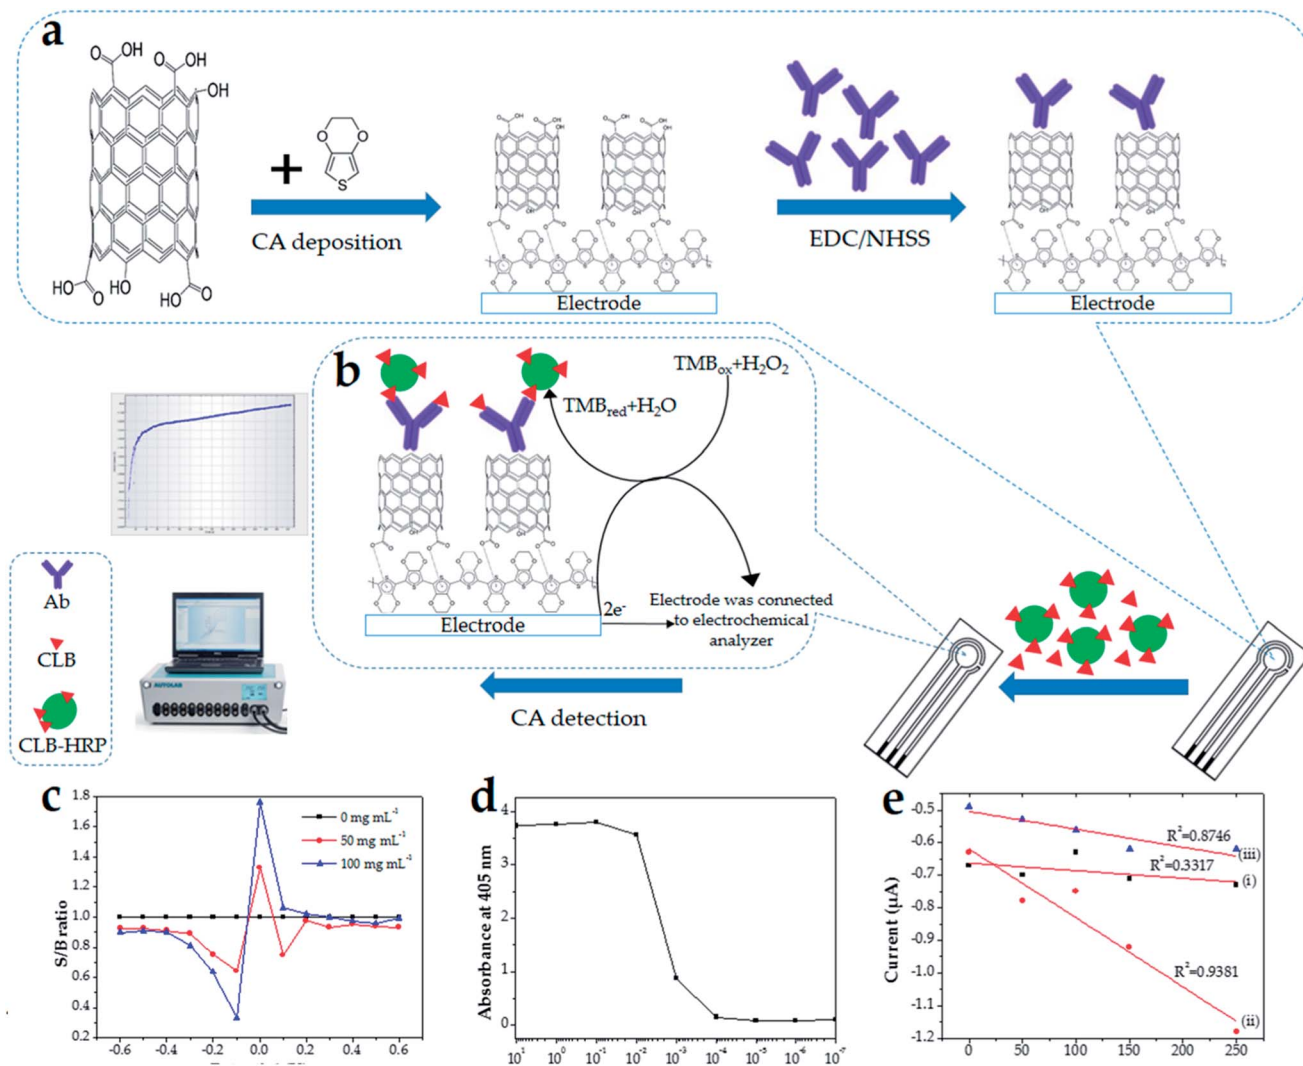 a
OH
O
OH
O
OH
HO
O
HO
HO
O
+
O
O
S
CA deposition
Electrode
EDC/NHSS
Electrode
b
TMBox+H2O2
TMBred+H2O
2e-
Electrode was connected
to electrochemical
analyzer
Electrode
Ab
CLB
CLB-HRP
AUTOLAB
CA detection
c
1.8
1.6
1.4
1.2
1.0
0.8
0.6
0.4
0.2
S/B ratio
0 mg mL-1
50 mg mL-1
100 mg mL-1
-0.6
-0.4
-0.2
0.0
0.2
0.4
0.6
d
4
3
2
1
0
Absorbance at 405 nm
10^1
10^0
10^-1
10^-2
10^-3
10^-4
10^-5
10^-6
e
-0.5
-0.6
-0.7
-0.8
-0.9
-1.0
-1.1
-1.2
Current (µA)
R2=0.8746
(iii)
R2=0.3317
(i)
R2=0.9381
(ii)
0
50
100
150
200
250